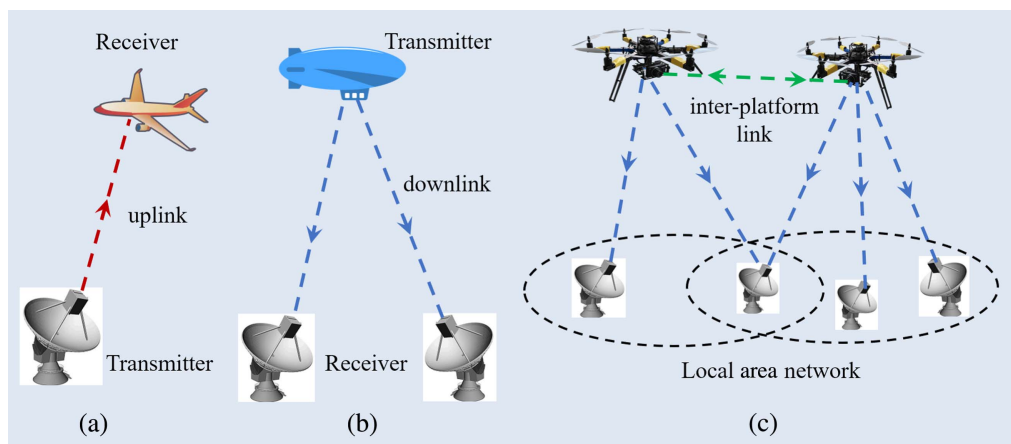 Receiver
uplink
Transmitter
(a)
Transmitter
downlink
Receiver
(b)
inter-platform
link
Local area network
(c)